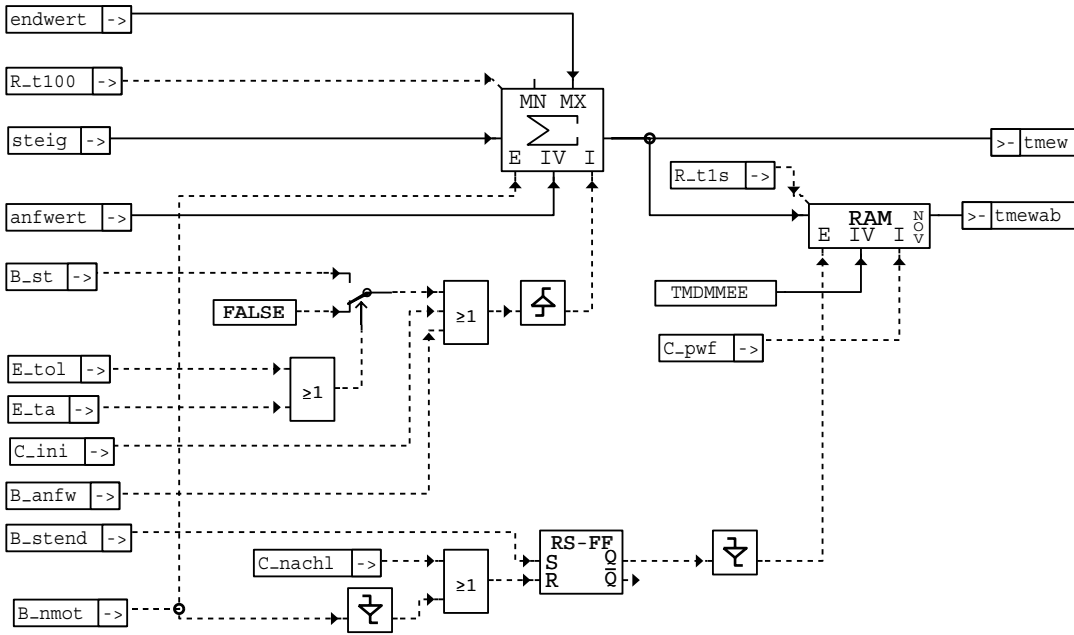 endwert ->
R_t100 ->
MN MX
steig ->
E IV I
>- tmew
R_t1s ->
anfwert ->
RAM
NOV
E IV I
>- tmewab
B_st ->
FALSE
≥1
TMDMMEE
C_pwf ->
E_tol ->
≥1
E_ta ->
C_ini ->
B_anfw ->
B_stend ->
RS-FF
S Q
R Q̅
C_nachl ->
≥1
B_nmot ->